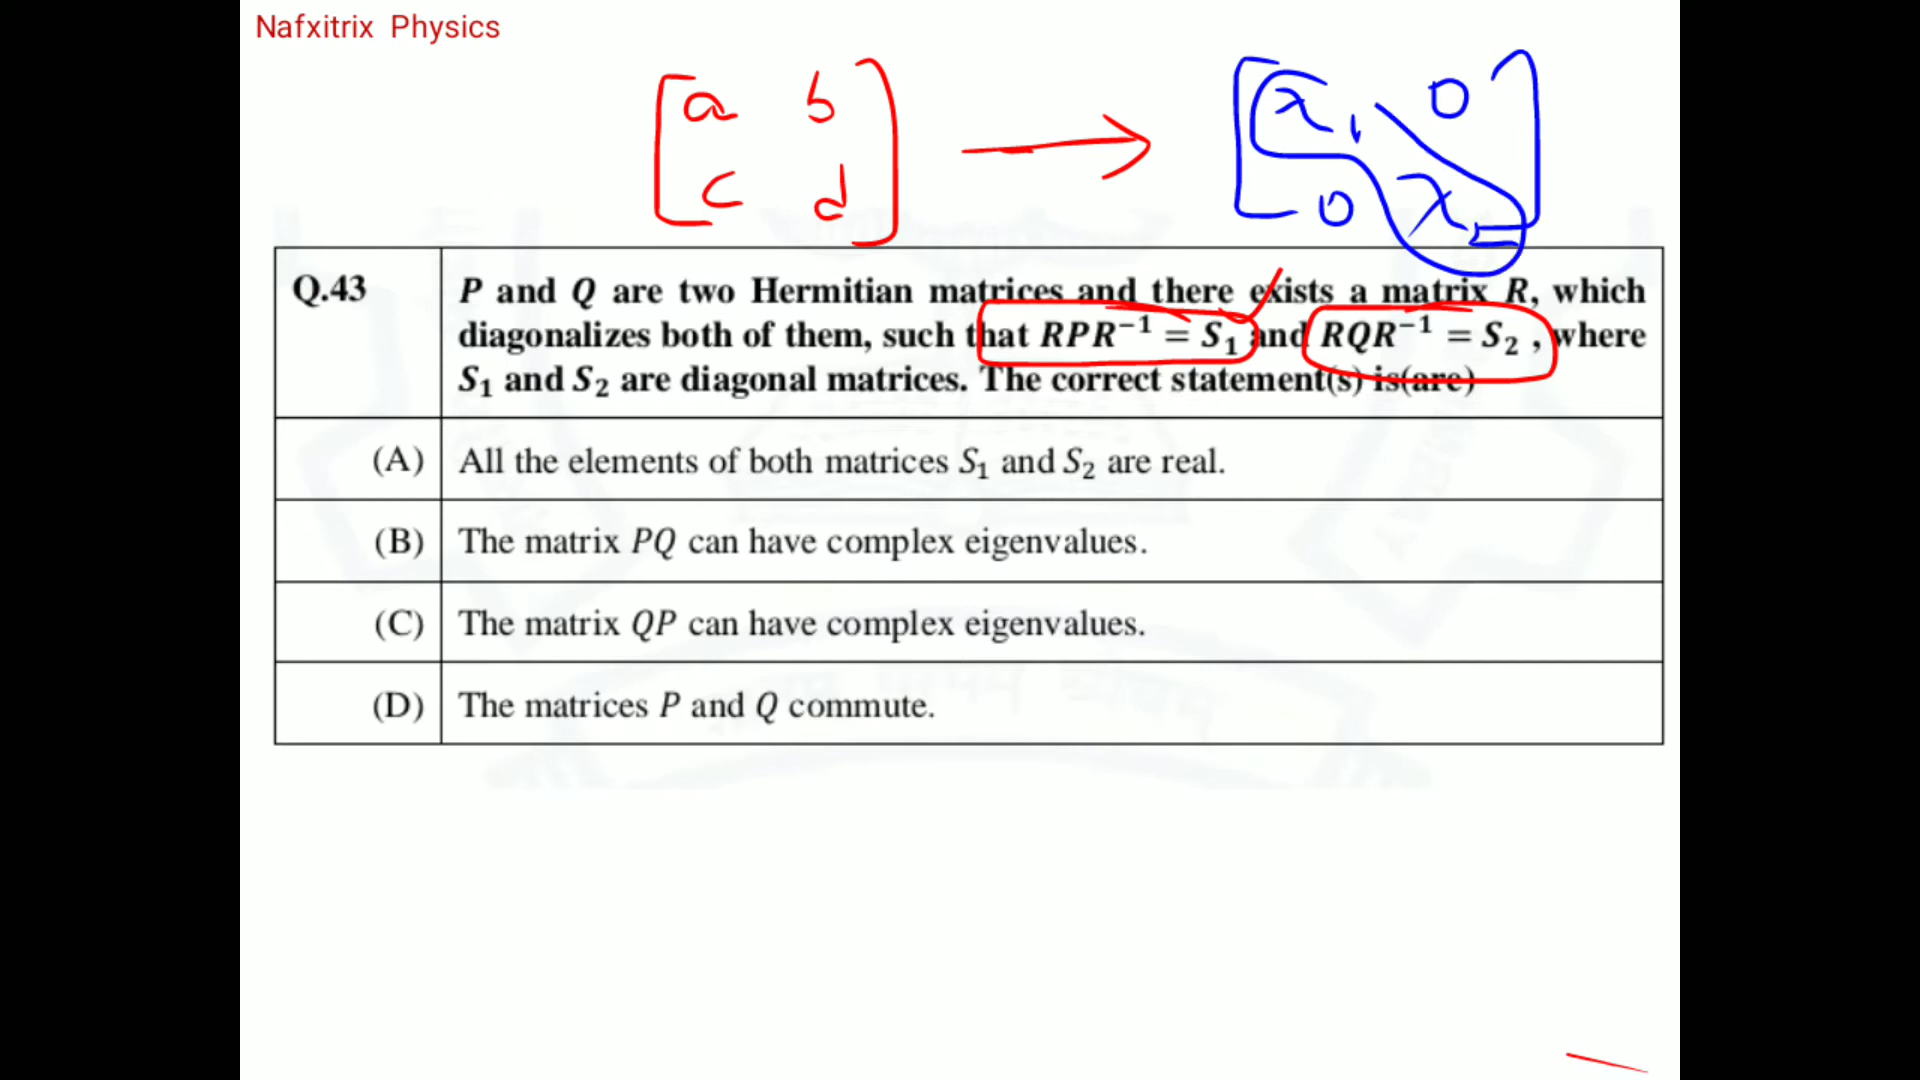 Nafxitrix Physics
a b
c d
λ₁ 0
0 λ₂
Q.43
P and Q are two Hermitian matrices and there exists a matrix R, which
diagonalizes both of them, such that RPR⁻¹ = S₁ and RQR⁻¹ = S₂ , where
S₁ and S₂ are diagonal matrices. The correct statement(s) is(are)
(A) All the elements of both matrices S₁ and S₂ are real.
(B) The matrix PQ can have complex eigenvalues.
(C) The matrix QP can have complex eigenvalues.
(D) The matrices P and Q commute.